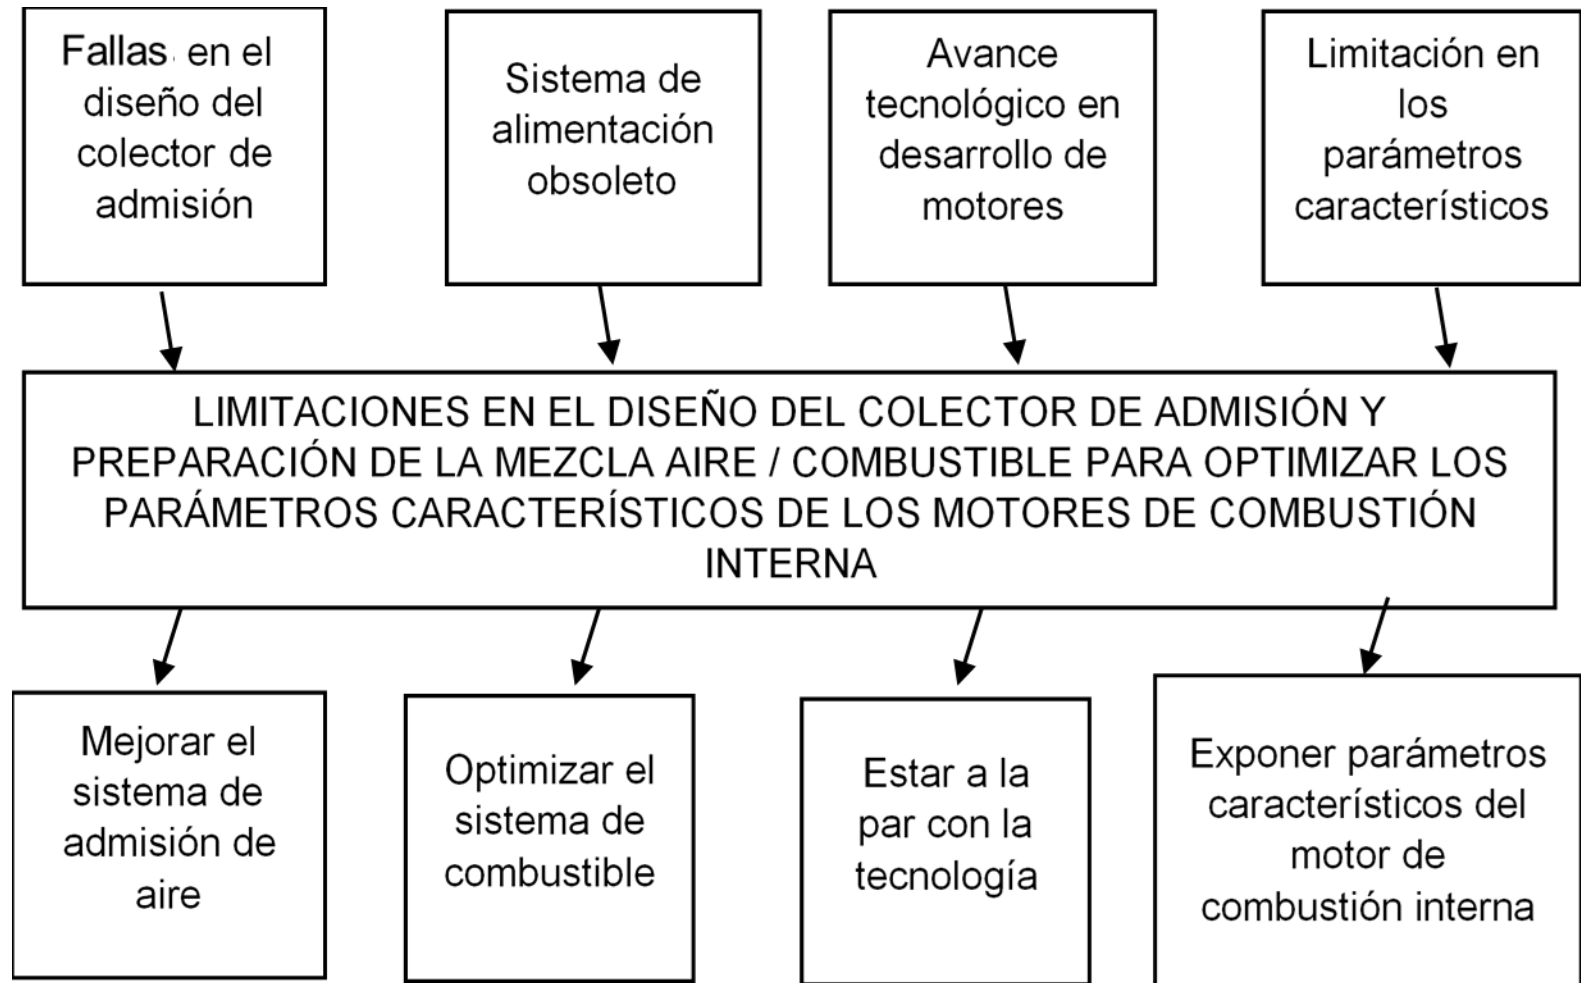 Fallas en el
diseño del
colector de
admisión
Sistema de
alimentación
obsoleto
Avance
tecnológico en
desarrollo de
motores
Limitación en
los
parámetros
característicos
LIMITACIONES EN EL DISEÑO DEL COLECTOR DE ADMISIÓN Y
PREPARACIÓN DE LA MEZCLA AIRE / COMBUSTIBLE PARA OPTIMIZAR LOS
PARÁMETROS CARACTERÍSTICOS DE LOS MOTORES DE COMBUSTIÓN
INTERNA
Mejorar el
sistema de
admisión de
aire
Optimizar el
sistema de
combustible
Estar a la
par con la
tecnología
Exponer parámetros
característicos del
motor de
combustión interna